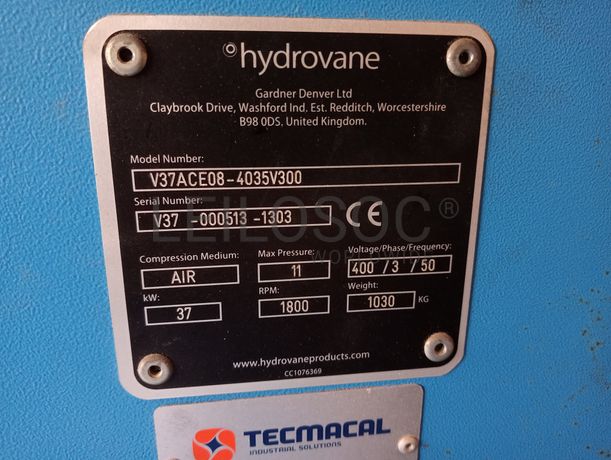 hydrovane
Gardner Denver Ltd
Claybrook Drive, Washford Ind. Est. Redditch, Worcestershire
B98 0DS. United Kingdom.
Model Number:
V37ACE08-4035V300
Serial Number:
V37 -000513 -1303
CE
LEILOSOC®
WORLDWIDE
Compression Medium: Max Pressure: Voltage/Phase/Frequency:
AIR 11 400 /3 / 50
kW: RPM: Weight:
37 1800 1030 KG
www.hydrovaneproducts.com
CC1076369
TECMACAL
INDUSTRIAL SOLUTIONS